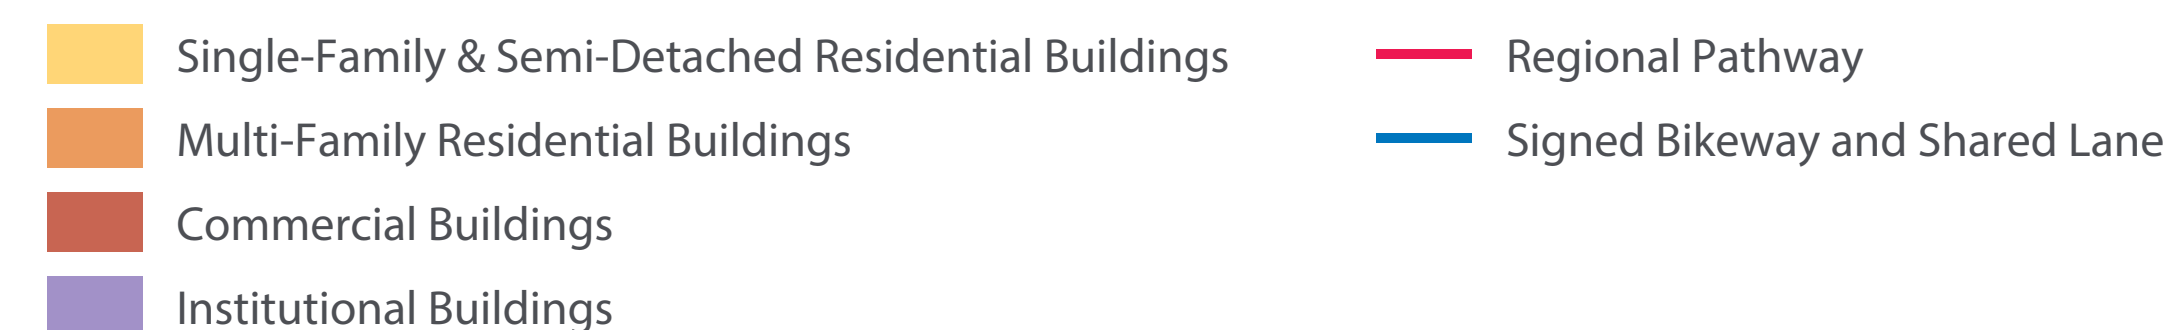 Single-Family & Semi-Detached Residential Buildings
Multi-Family Residential Buildings
Commercial Buildings
Institutional Buildings
Regional Pathway
Signed Bikeway and Shared Lane